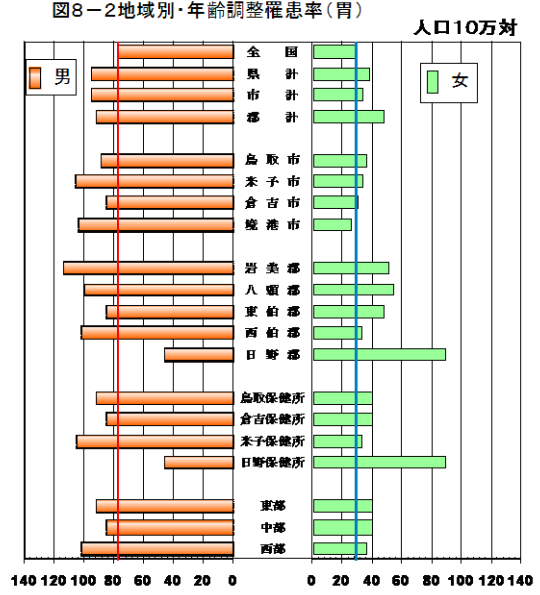 図8－2地域別・年齢調整罹患率(胃)
人口10万対
男
女
全国
県計
市計
郡計
鳥取市
米子市
倉吉市
境港市
岩美郡
八頭郡
東伯郡
西伯郡
日野郡
鳥取保健所
倉吉保健所
米子保健所
日野保健所
東部
中部
西部
140 120 100 80 60 40 20 0 0 20 40 60 80 100 120 140